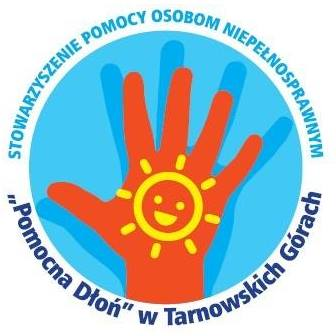 STOWARZYSZENIE POMOCY OSOBOM NIEPEŁNOSPRAWNYM
„Pomocna Dłoń” w Tarnowskich Górach